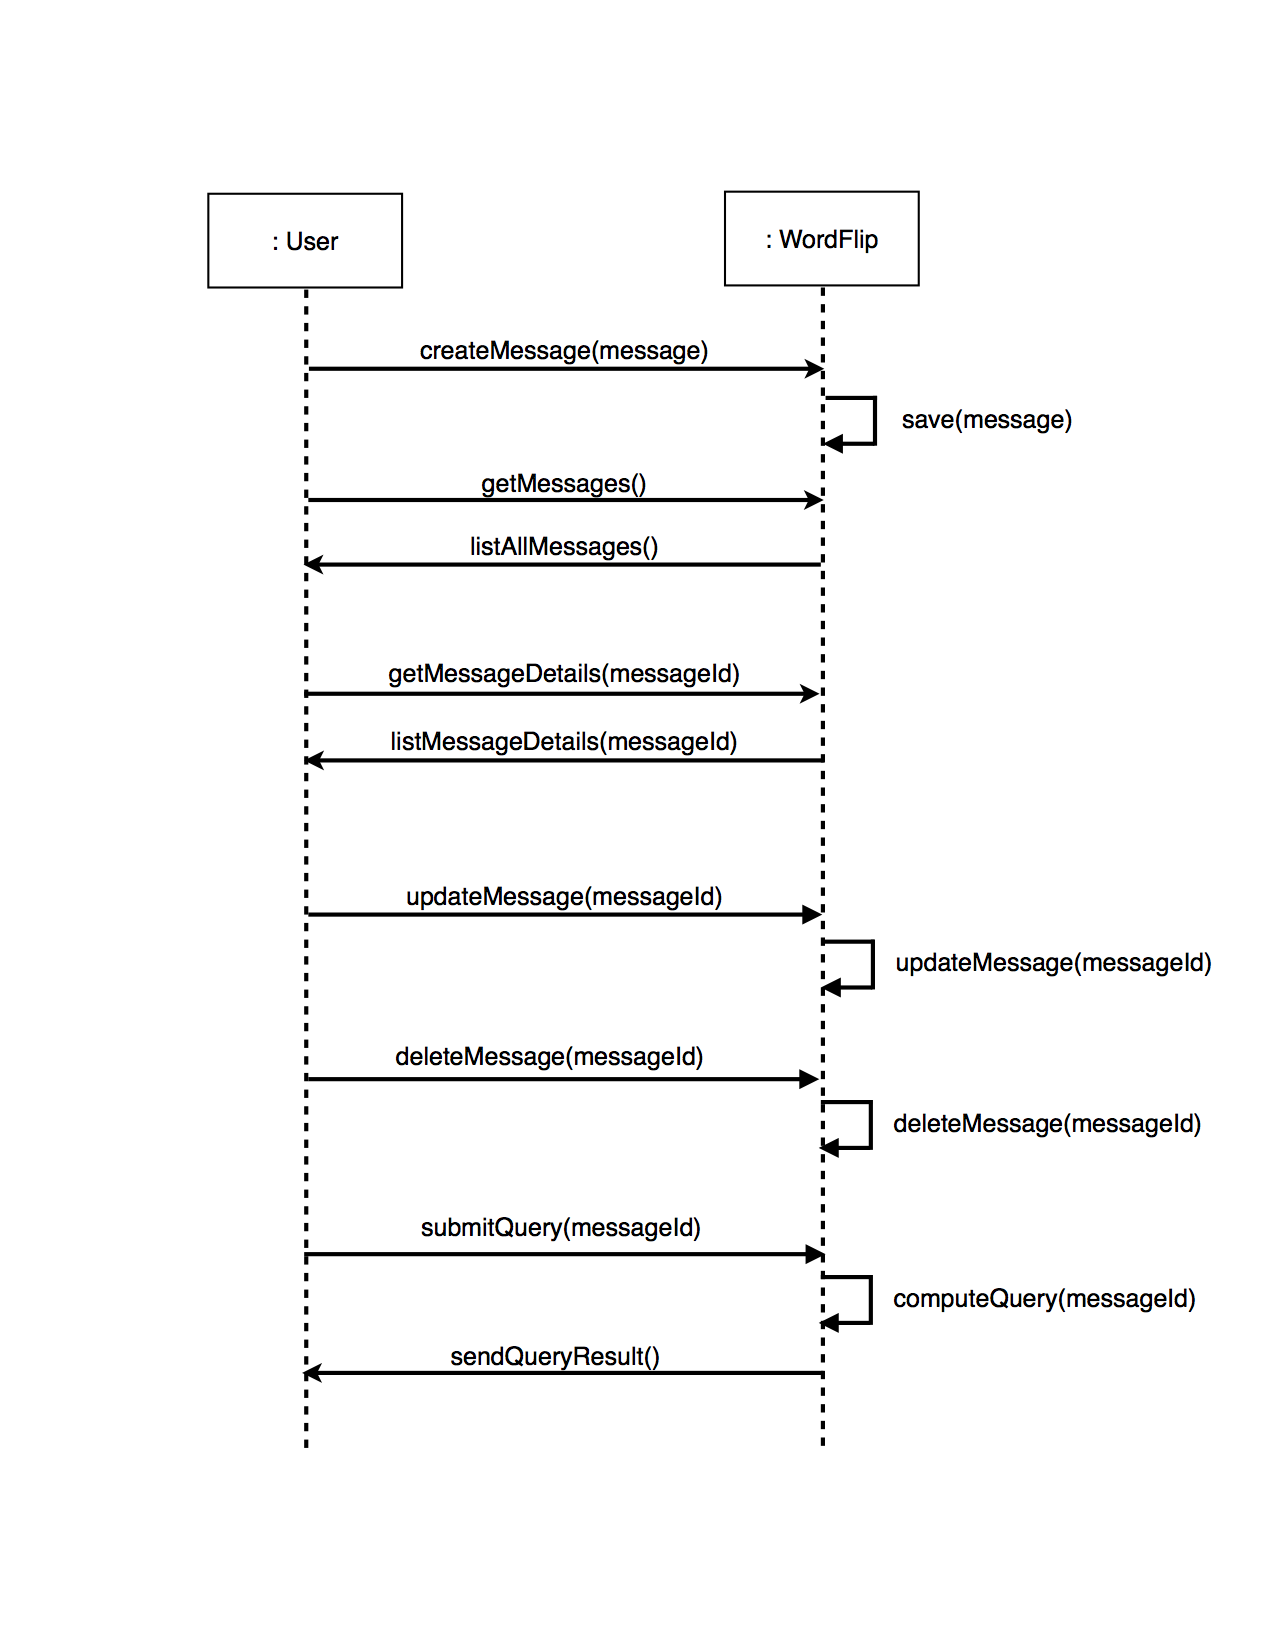 : User
: WordFlip
createMessage(message)
save(message)
getMessages()
listAllMessages()
getMessageDetails(messageId)
listMessageDetails(messageId)
updateMessage(messageId)
updateMessage(messageId)
deleteMessage(messageId)
deleteMessage(messageId)
submitQuery(messageId)
computeQuery(messageId)
sendQueryResult()